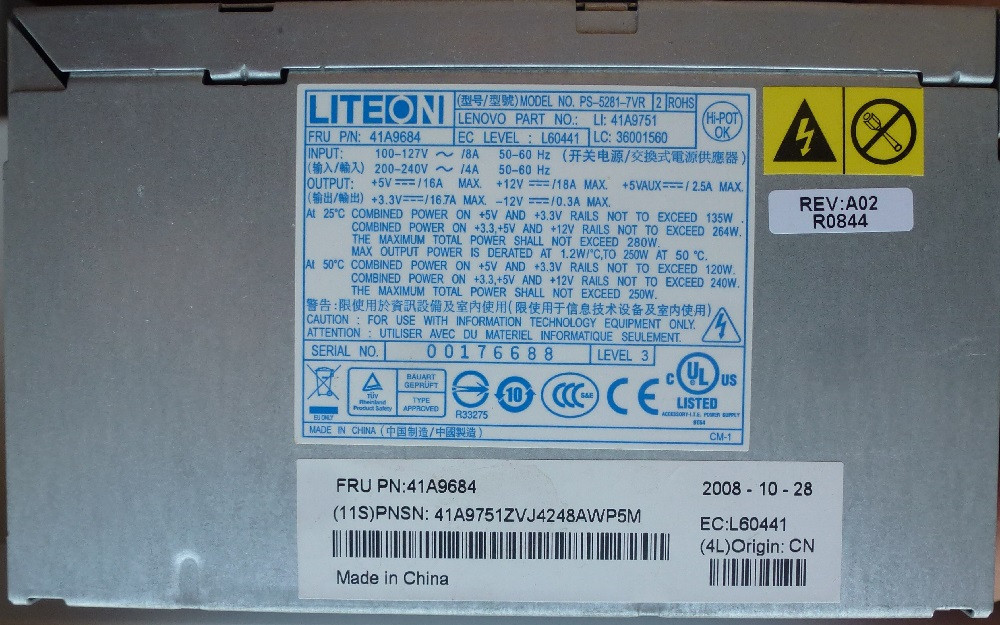 LITEON
(型号/型號)MODEL NO. PS-5281-7VR 2 ROHS
LENOVO PART NO.: LI: 41A9751
Hi-POT
OK
FRU P/N: 41A9684 EC LEVEL : L60441 LC: 36001560
INPUT: 100-127V ～ /8A 50-60 Hz (开关电源/交換式電源供應器)
(输入/輸入) 200-240V ～ /4A 50-60 Hz
OUTPUT: +5V⎓/16A MAX. +12V⎓/18A MAX. +5VAUX⎓/2.5A MAX.
(输出/輸出) +3.3V⎓/16.7A MAX. -12V⎓/0.3A MAX.
At 25°C COMBINED POWER ON +5V AND +3.3V RAILS NOT TO EXCEED 135W.
COMBINED POWER ON +3.3,+5V AND +12V RAILS NOT TO EXCEED 264W.
THE MAXIMUM TOTAL POWER SHALL NOT EXCEED 280W.
MAX OUTPUT POWER IS DERATED AT 1.2W/°C,TO 250W AT 50 °C.
At 50°C COMBINED POWER ON +5V AND +3.3V RAILS NOT TO EXCEED 120W.
COMBINED POWER ON +3.3,+5V AND +12V RAILS NOT TO EXCEED 240W.
THE MAXIMUM TOTAL POWER SHALL NOT EXCEED 250W.
警告:限使用於資訊設備及室內使用(限使用于信息技术设备及室内使用)
CAUTION : FOR USE WITH INFORMATION TECHNOLOGY EQUIPMENT ONLY.
ATTENTION : UTILISER AVEC DU MATERIEL INFORMATIQUE SEULEMENT.
SERIAL NO. 00176688 LEVEL 3
EU ONLY
TÜV
Rheinland
Product Safety
BAUART
GEPRÜFT
TYPE
APPROVED
R33275
10
CCC S&E
CE
C UL US
LISTED
ACCESSORY-I.T.E. POWER SUPPLY
MADE IN CHINA (中国制造/中國製造)
CM-1
REV:A02
R0844
FRU PN:41A9684
2008 - 10 - 28
(11S)PNSN: 41A9751ZVJ4248AWP5M
EC:L60441
(4L)Origin: CN
Made in China